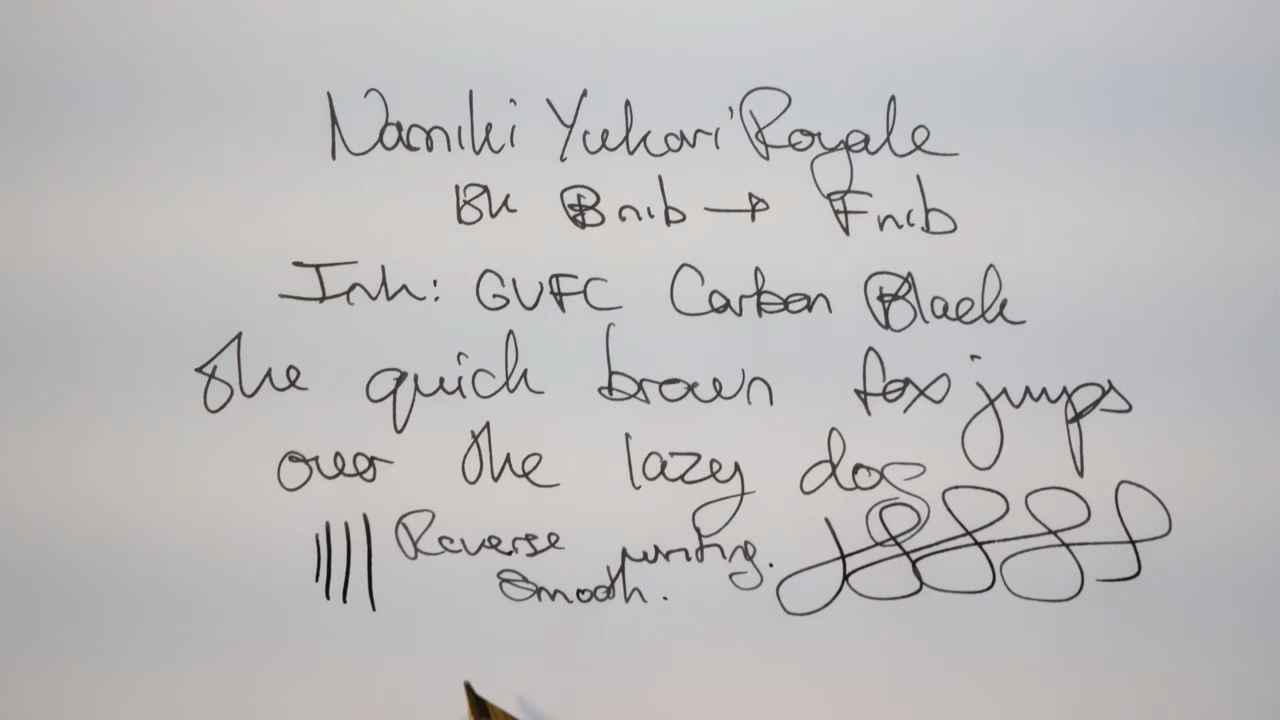 Namiki Yukari Royale
B nib → F nib
Ink: GVFC Carbon Black
The quick brown fox jumps
over the lazy dog
Reverse writing.
Smooth.